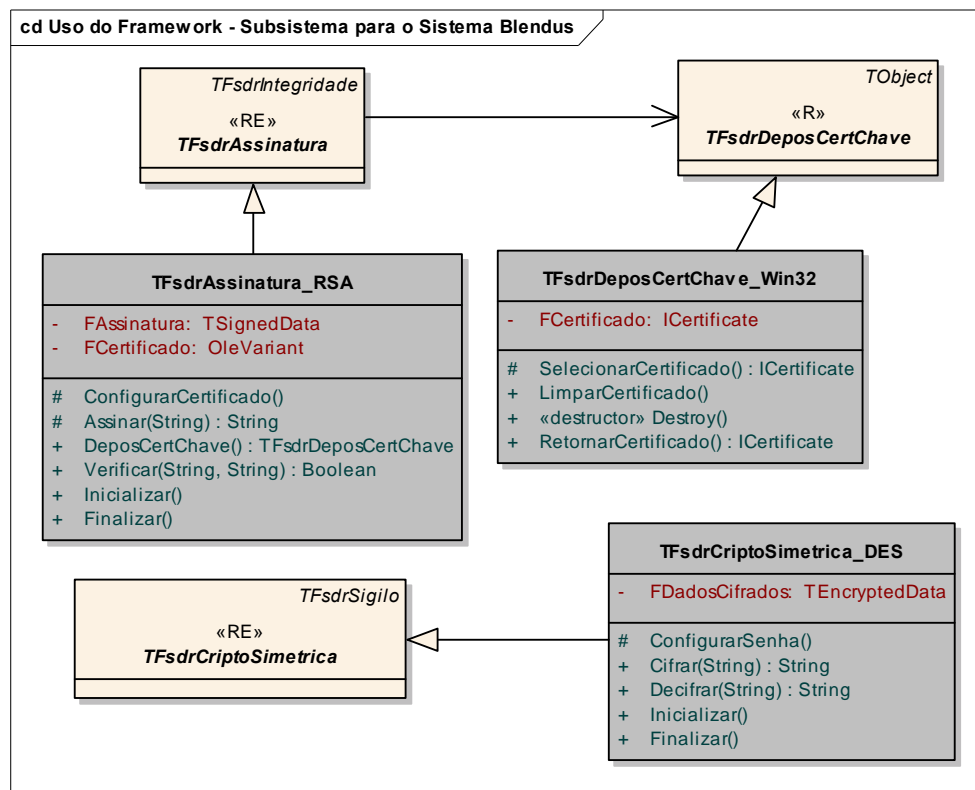 cd Uso do Framework - Subsistema para o Sistema Blendus
TFsdrIntegridade
«RE»
TFsdrAssinatura
TObject
«R»
TFsdrDeposCertChave
TFsdrAssinatura_RSA
- FAssinatura: TSignedData
- FCertificado: OleVariant
# ConfigurarCertificado()
# Assinar(String) : String
+ DeposCertChave() : TFsdrDeposCertChave
+ Verificar(String, String) : Boolean
+ Inicializar()
+ Finalizar()
TFsdrDeposCertChave_Win32
- FCertificado: ICertificate
# SelecionarCertificado() : ICertificate
+ LimparCertificado()
+ «destructor» Destroy()
+ RetornarCertificado() : ICertificate
TFsdrSigilo
«RE»
TFsdrCriptoSimetrica
TFsdrCriptoSimetrica_DES
- FDadosCifrados: TEncryptedData
# ConfigurarSenha()
+ Cifrar(String) : String
+ Decifrar(String) : String
+ Inicializar()
+ Finalizar()